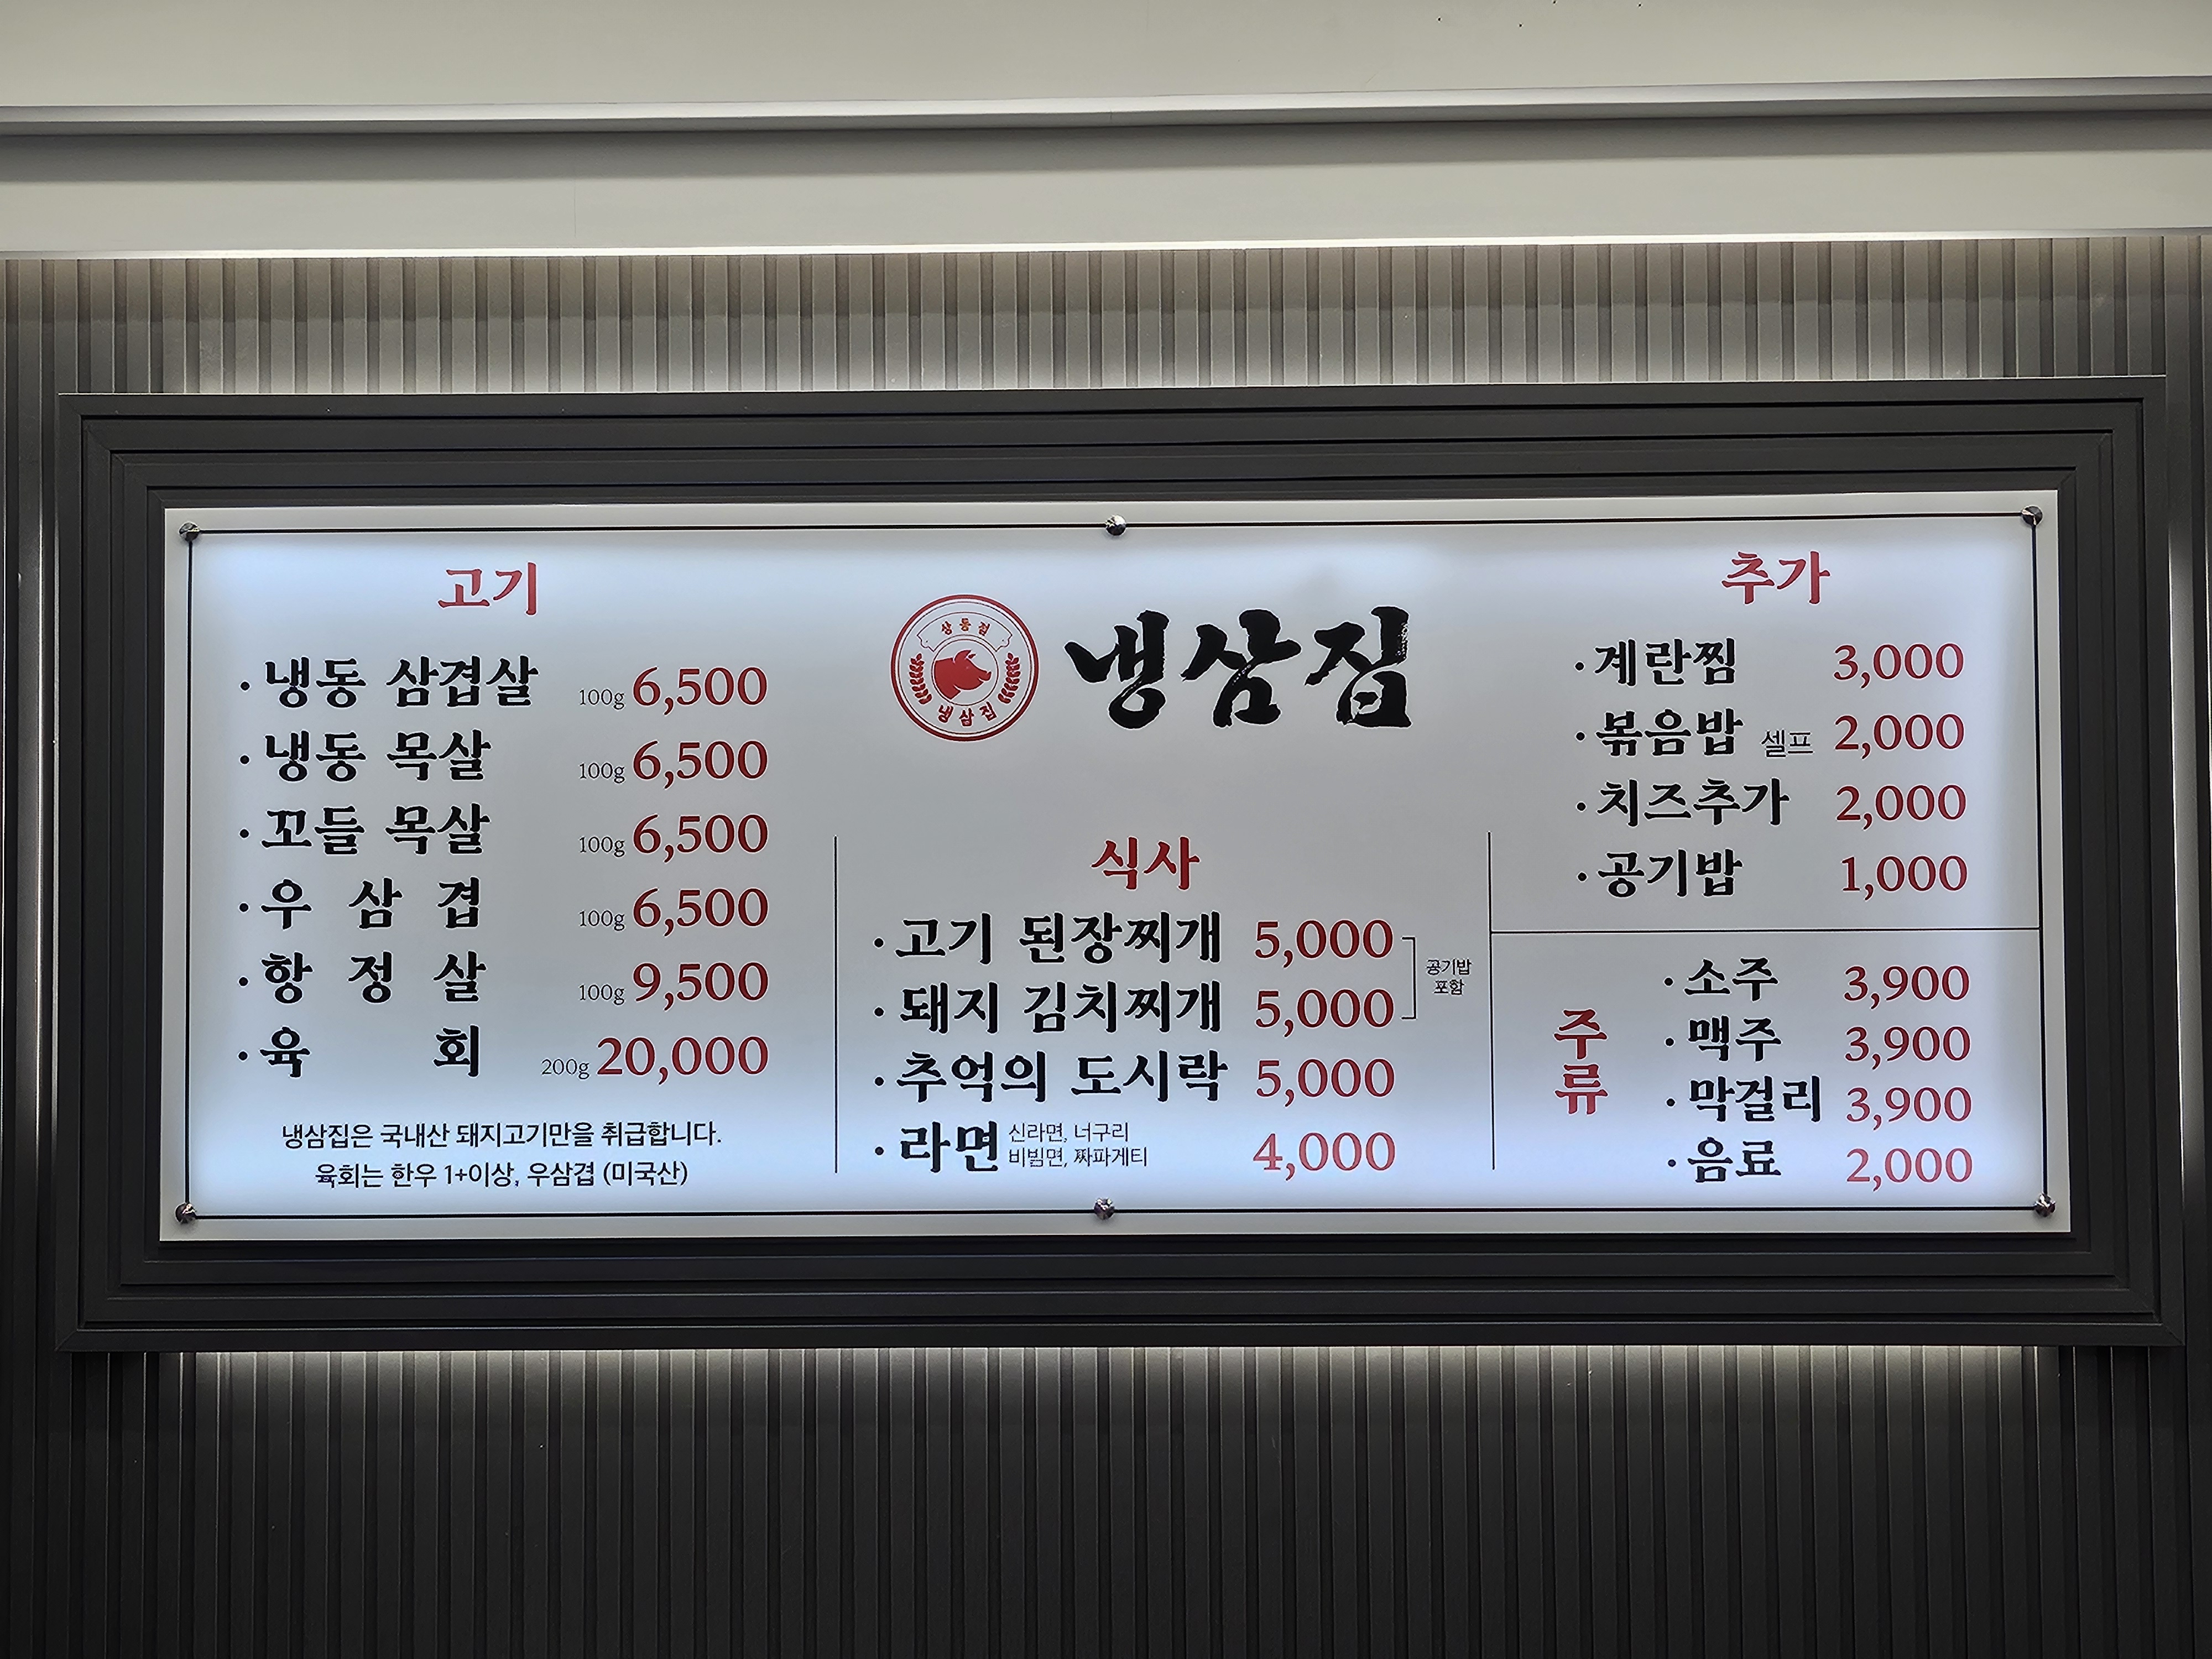 고기
· 냉동 삼겹살 100g 6,500
· 냉동 목살 100g 6,500
· 꼬들 목살 100g 6,500
· 우 삼 겹 100g 6,500
· 항 정 살 100g 9,500
· 육 회 200g 20,000
냉삼집은 국내산 돼지고기만을 취급합니다.
육회는 한우 1+이상, 우삼겹 (미국산)
상동점
냉삼집
냉삼집
식사
· 고기 된장찌개 5,000
· 돼지 김치찌개 5,000
공기밥
포함
· 추억의 도시락 5,000
· 라면 신라면, 너구리
비빔면, 짜파게티 4,000
추가
· 계란찜 3,000
· 볶음밥 셀프 2,000
· 치즈추가 2,000
· 공기밥 1,000
주류
· 소주 3,900
· 맥주 3,900
· 막걸리 3,900
· 음료 2,000